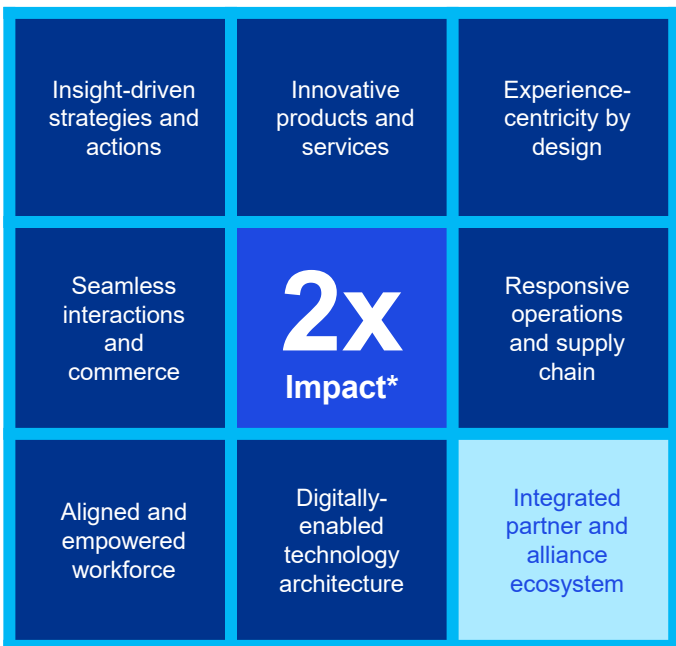 Insight-driven
strategies and
actions
Innovative
products and
services
Experience-
centricity by
design
Seamless
interactions
and
commerce
2x
Impact*
Responsive
operations
and supply
chain
Aligned and
empowered
workforce
Digitally-
enabled
technology
architecture
Integrated
partner and
alliance
ecosystem